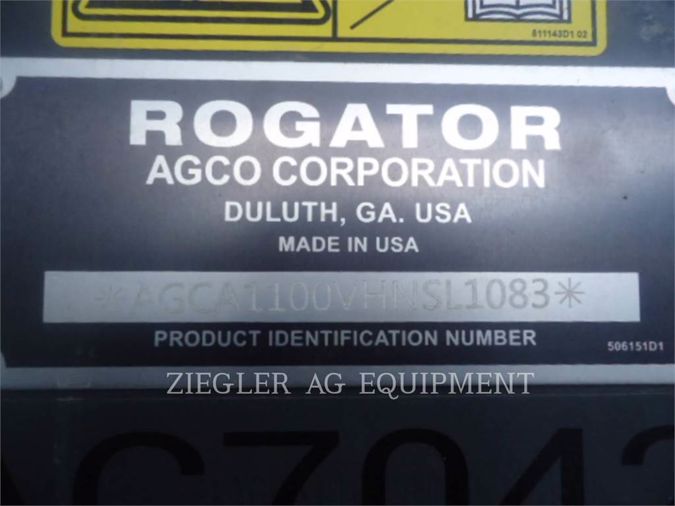 811143D1 02
ROGATOR
AGCO CORPORATION
DULUTH, GA. USA
MADE IN USA
*AGCA1100VHNSL1083*
PRODUCT IDENTIFICATION NUMBER
506151D1
ZIEGLER AG EQUIPMENT